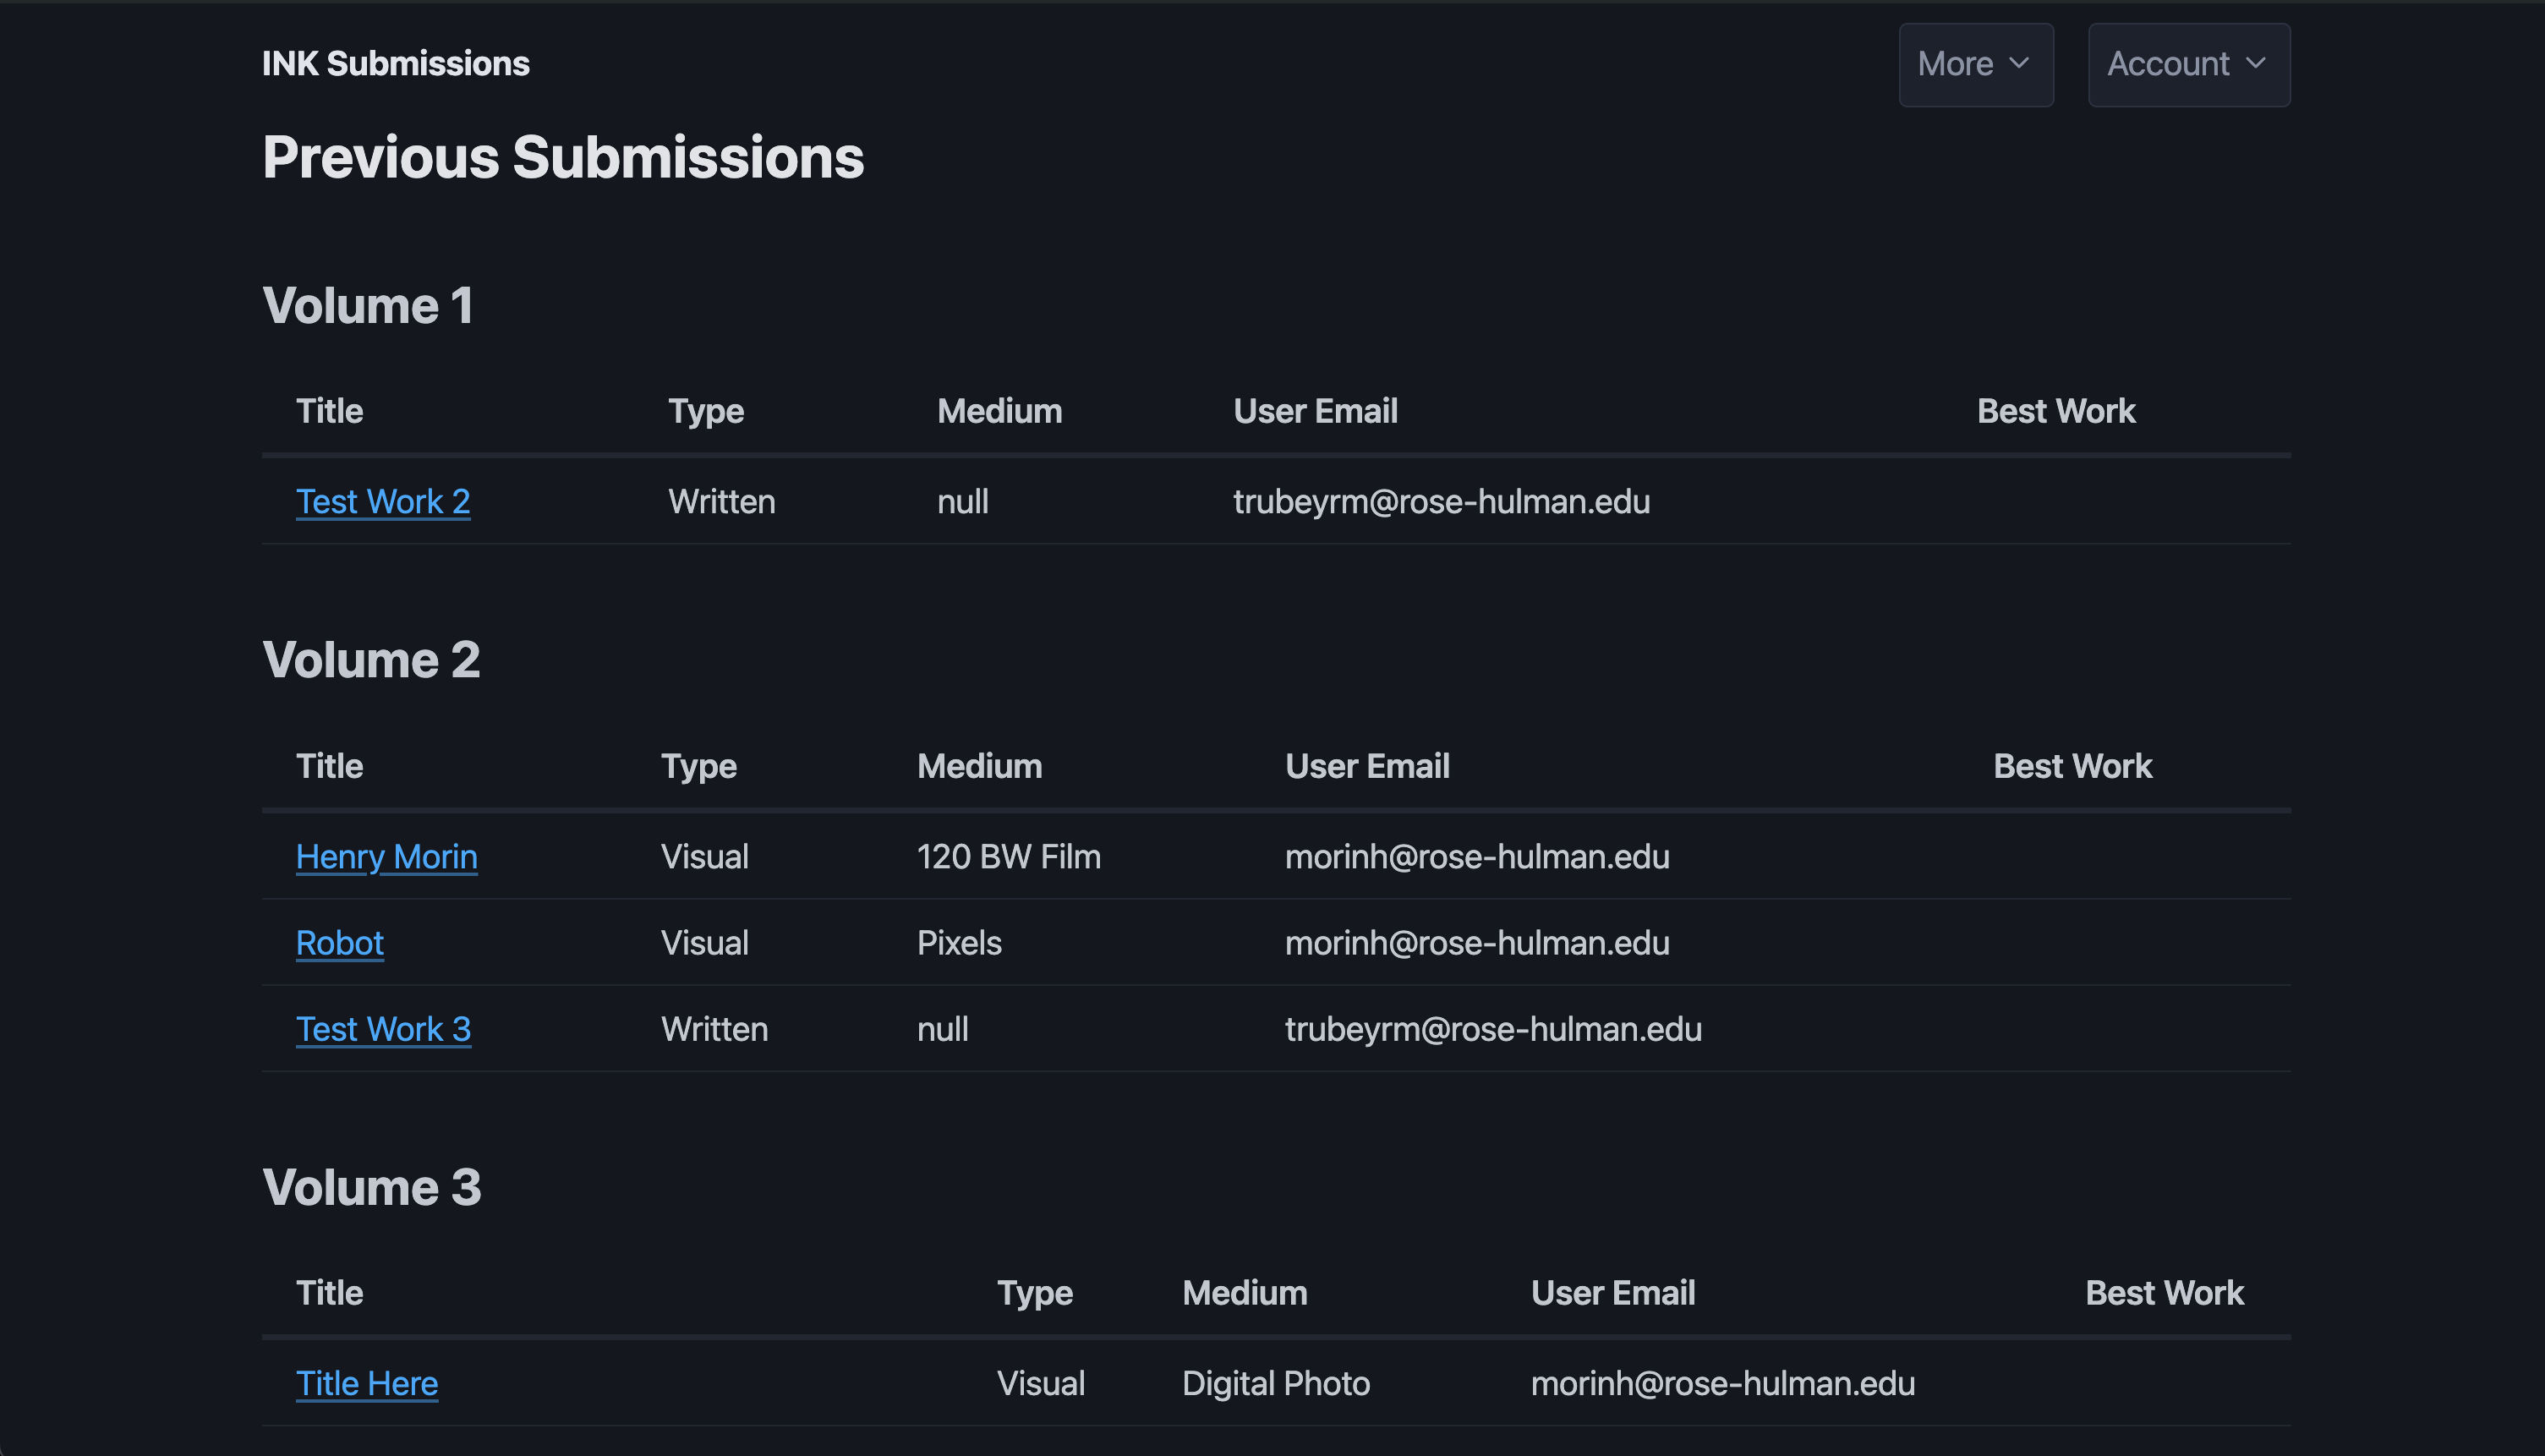 INK Submissions More Account
Previous Submissions
Volume 1
Title Type Medium User Email Best Work
Test Work 2 Written null trubeyrm@rose-hulman.edu
Volume 2
Title Type Medium User Email Best Work
Henry Morin Visual 120 BW Film morinh@rose-hulman.edu
Robot Visual Pixels morinh@rose-hulman.edu
Test Work 3 Written null trubeyrm@rose-hulman.edu
Volume 3
Title Type Medium User Email Best Work
Title Here Visual Digital Photo morinh@rose-hulman.edu